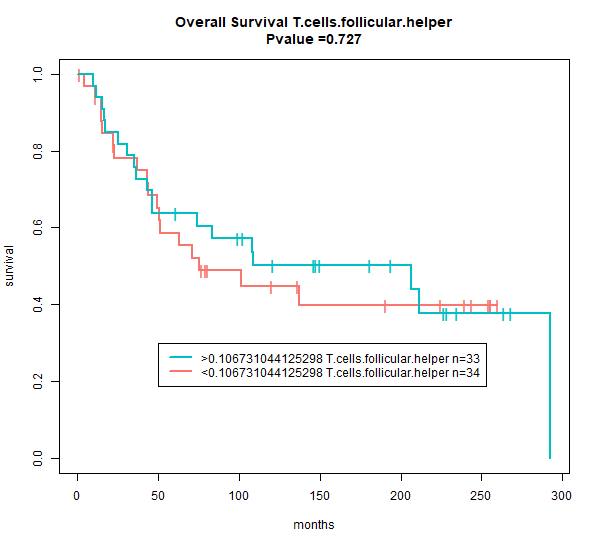 Overall Survival T.cells.follicular.helper
Pvalue =0.727
survival
1.0
0.8
0.6
0.4
0.2
0.0
>0.106731044125298 T.cells.follicular.helper n=33
<0.106731044125298 T.cells.follicular.helper n=34
0 50 100 150 200 250 300
months